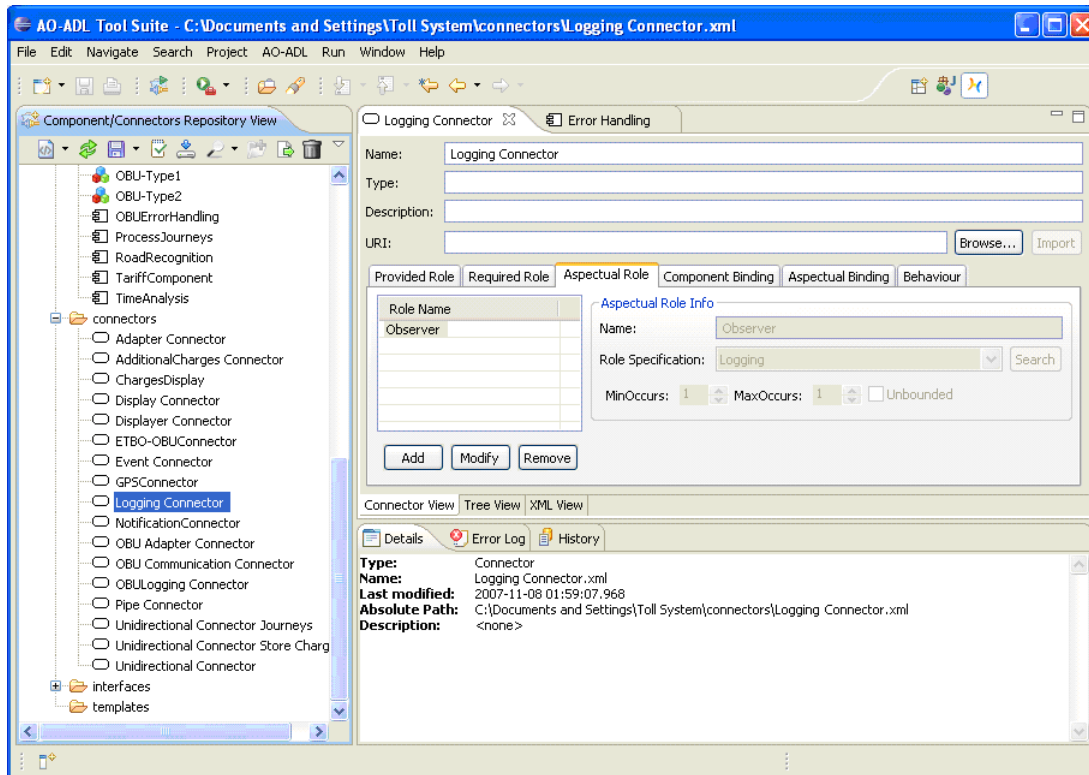 AO-ADL Tool Suite - C:\Documents and Settings\Toll System\connectors\Logging Connector.xml
File Edit Navigate Search Project AO-ADL Run Window Help
Component/Connectors Repository View
OBU-Type1
OBU-Type2
OBUErrorHandling
ProcessJourneys
RoadRecognition
TariffComponent
TimeAnalysis
connectors
Adapter Connector
AdditionalCharges Connector
ChargesDisplay
Display Connector
Displayer Connector
ETBO-OBUConnector
Event Connector
GPSConnector
Logging Connector
NotificationConnector
OBU Adapter Connector
OBU Communication Connector
OBULogging Connector
Pipe Connector
Unidirectional Connector Journeys
Unidirectional Connector Store Charg
Unidirectional Connector
interfaces
templates
Logging Connector Error Handling
Name: Logging Connector
Type:
Description:
URI: Browse... Import
Provided Role Required Role Aspectual Role Component Binding Aspectual Binding Behaviour
Role Name
Observer
Aspectual Role Info
Name: Observer
Role Specification: Logging Search
MinOccurs: 1 MaxOccurs: 1 Unbounded
Add Modify Remove
Connector View Tree View XML View
Details Error Log History
Type: Connector
Name: Logging Connector.xml
Last modified: 2007-11-08 01:59:07.968
Absolute Path: C:\Documents and Settings\Toll System\connectors\Logging Connector.xml
Description: <none>